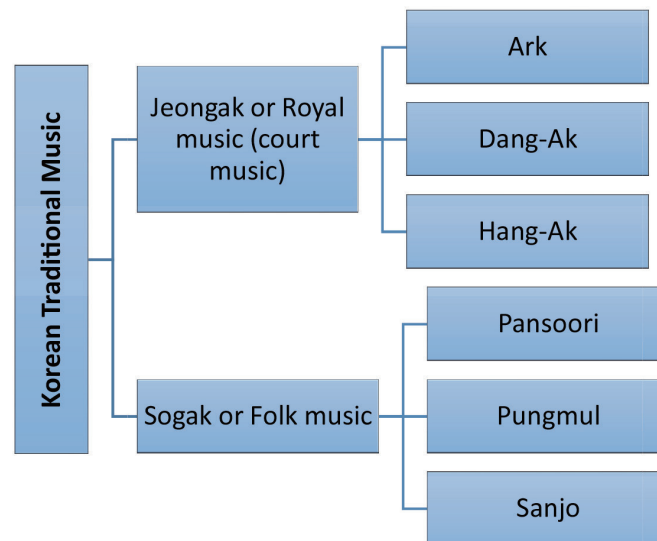 Korean Traditional Music
Jeongak or Royal
music (court
music)
Ark
Dang-Ak
Hang-Ak
Sogak or Folk music
Pansoori
Pungmul
Sanjo